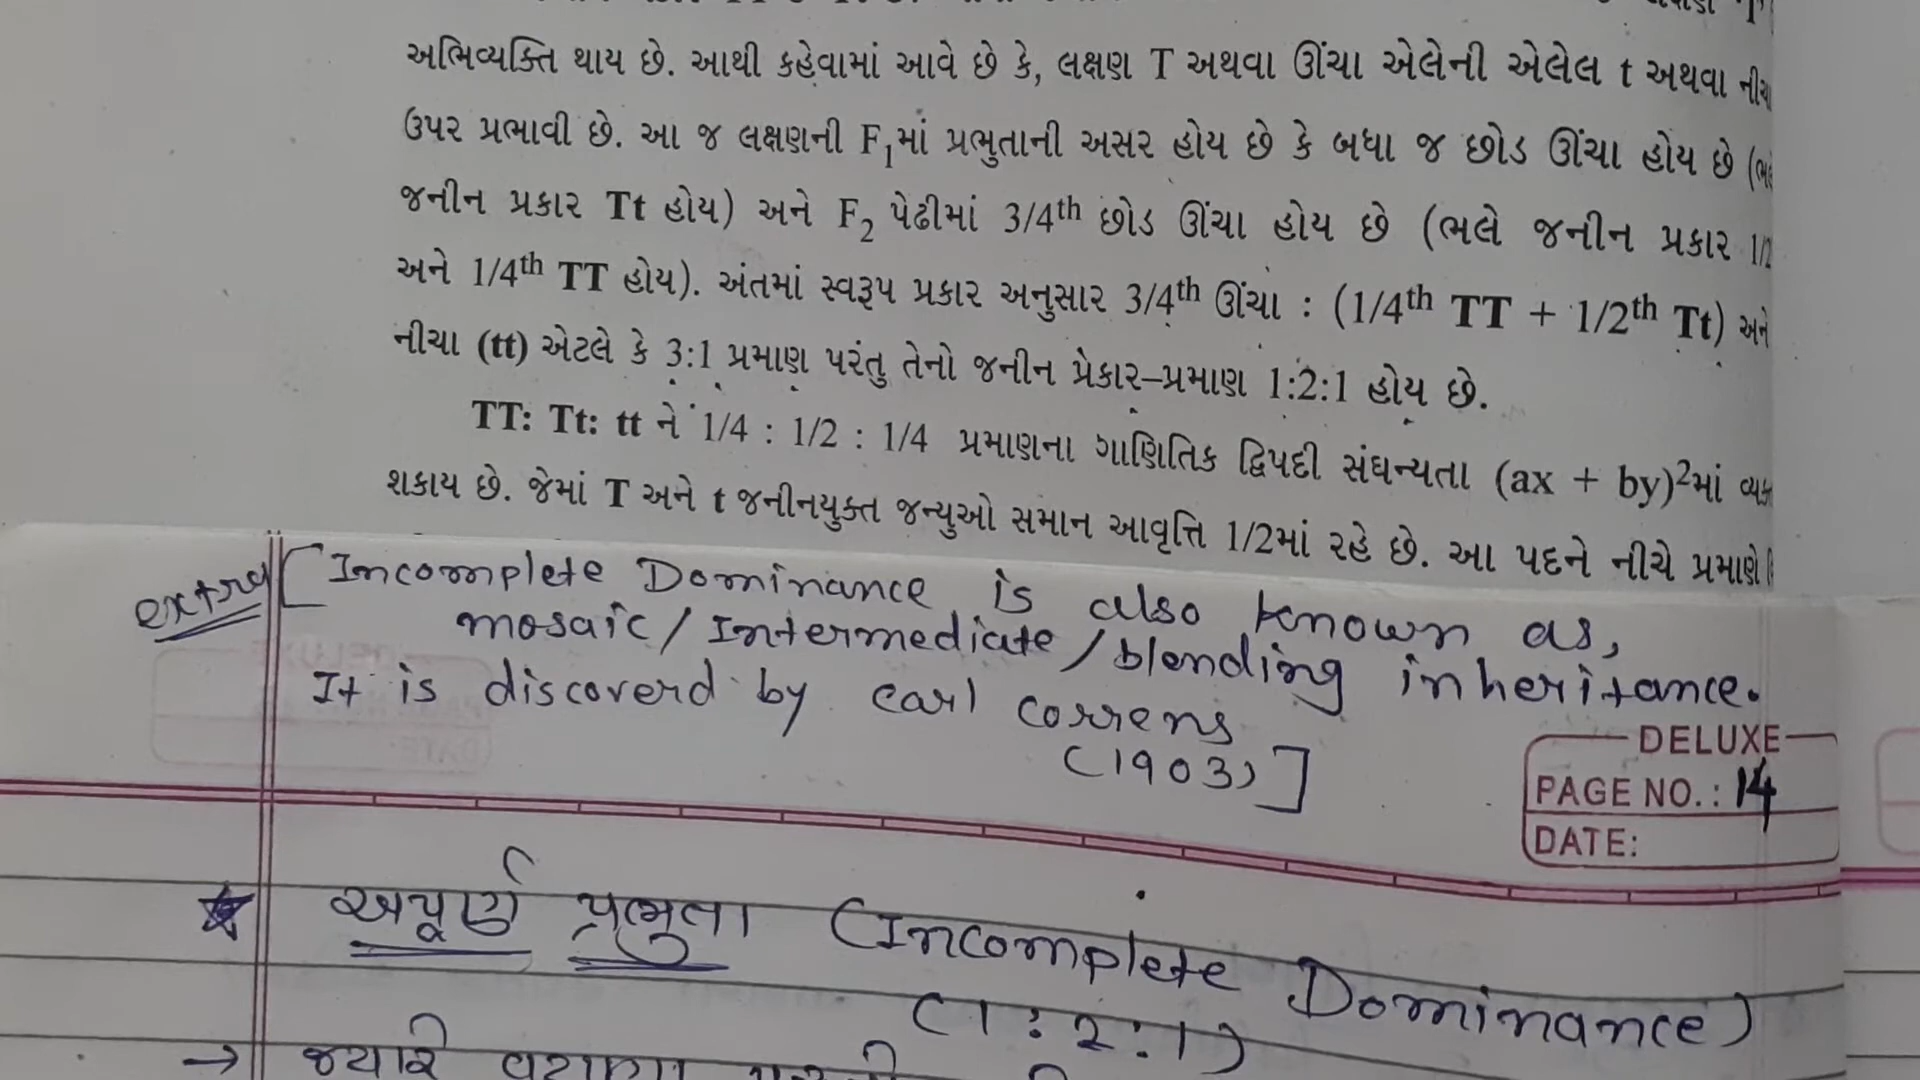 અભિવ્યક્તિ થાય છે. આથી કહેવામાં આવે છે કે, લક્ષણ T અથવા ઊંચા એલેની એલેલ t અથવા
ઉપર પ્રભાવી છે. આ જ લક્ષણની F₁માં પ્રભુતાની અસર હોય છે કે બધા જ છોડ ઊંચા હોય છે
જનીન પ્રકાર Tt હોય) અને F₂ પેઢીમાં 3/4th છોડ ઊંચા હોય છે (ભલે જનીન પ્રકાર 1/2
અને 1/4th TT હોય). અંતમાં સ્વરૂપ પ્રકાર અનુસાર 3/4th ઊંચા : (1/4th TT + 1/2th Tt) અને
નીચા (tt) એટલે કે 3:1 પ્રમાણ પરંતુ તેનો જનીન પ્રકાર–પ્રમાણ 1:2:1 હોય છે.
TT: Tt: tt ને 1/4 : 1/2 : 1/4 પ્રમાણના ગાણિતિક દ્વિપદી સંઘન્યતા (ax + by)²માં
શકાય છે. જેમાં T અને t જનીનયુક્ત જન્યુઓ સમાન આવૃત્તિ 1/2માં રહે છે. આ પદને નીચે પ્રમાણે
extra [Incomplete Dominance is also known as,
mosaic/Intermediate/blending inheritance.
It is discoverd by carl correns
(1903)]
DELUXE
PAGE NO.: 14
DATE:
★ અપૂર્ણ પ્રભુતા (Incomplete Dominance)
(1:2:1)
→ જ્યારે